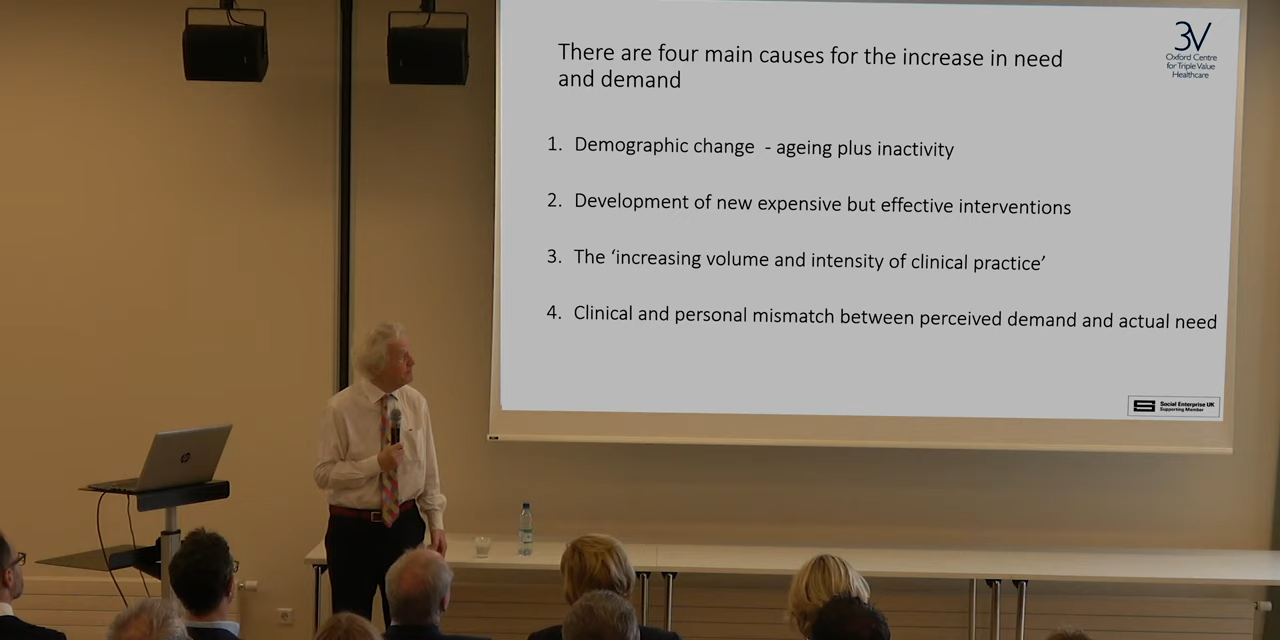 There are four main causes for the increase in need
and demand
3V
Oxford Centre
for Triple Value
Healthcare
1. Demographic change - ageing plus inactivity
2. Development of new expensive but effective interventions
3. The ‘increasing volume and intensity of clinical practice’
4. Clinical and personal mismatch between perceived demand and actual need
Social Enterprise UK
Supporting Member
hp